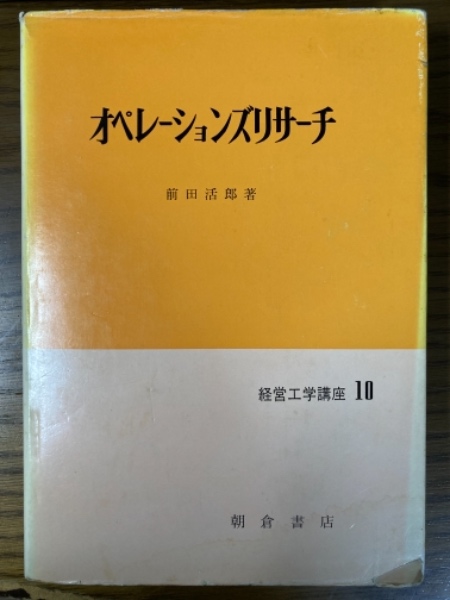 オペレーションズリサーチ
前田活郎著
経営工学講座 10
朝倉書店